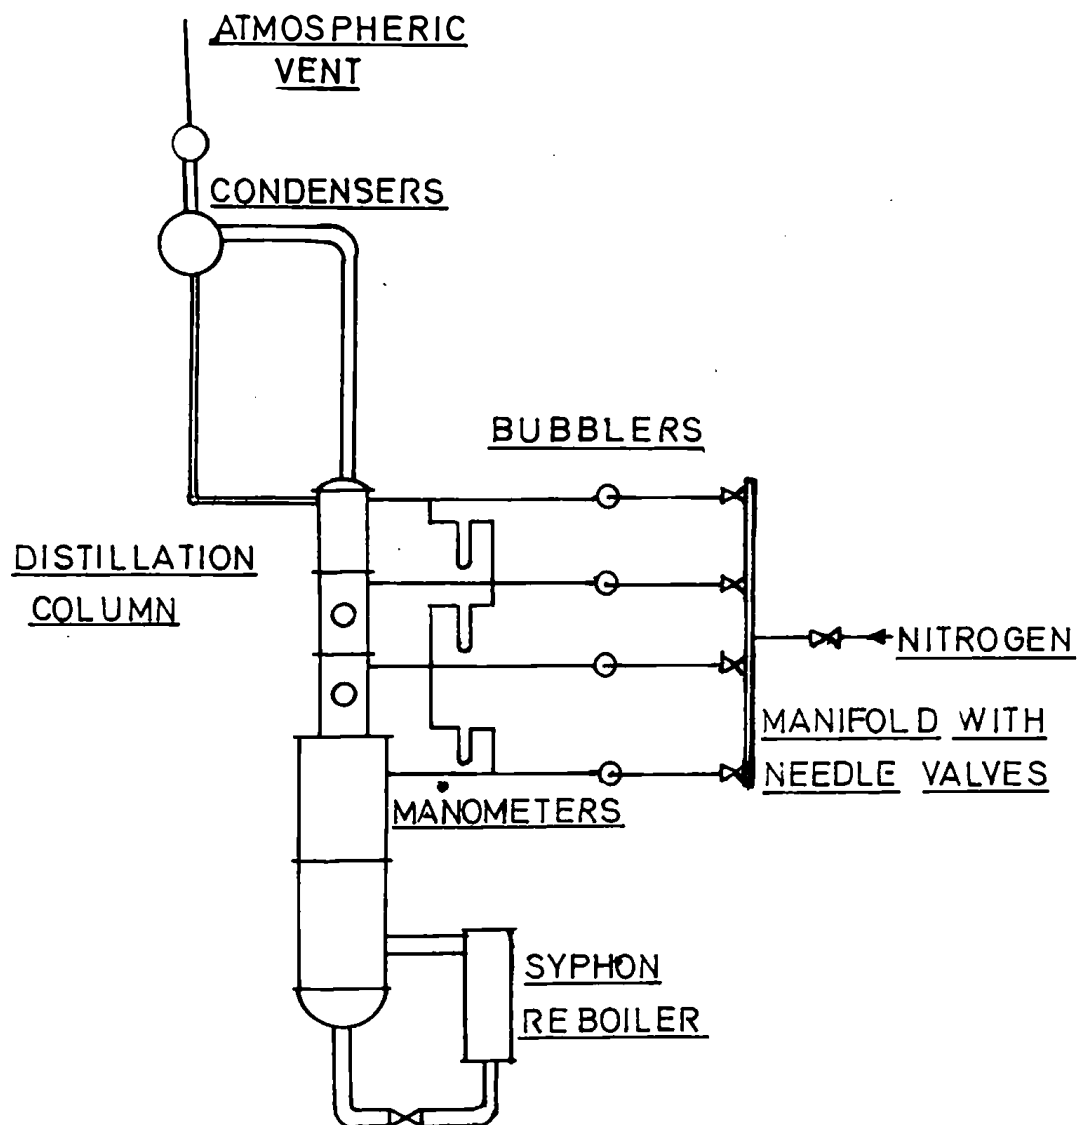 ATMOSPHERIC
VENT
CONDENSERS
BUBBLERS
DISTILLATION
COLUMN
NITROGEN
MANIFOLD WITH
NEEDLE VALVES
MANOMETERS
SYPHON
REBOILER